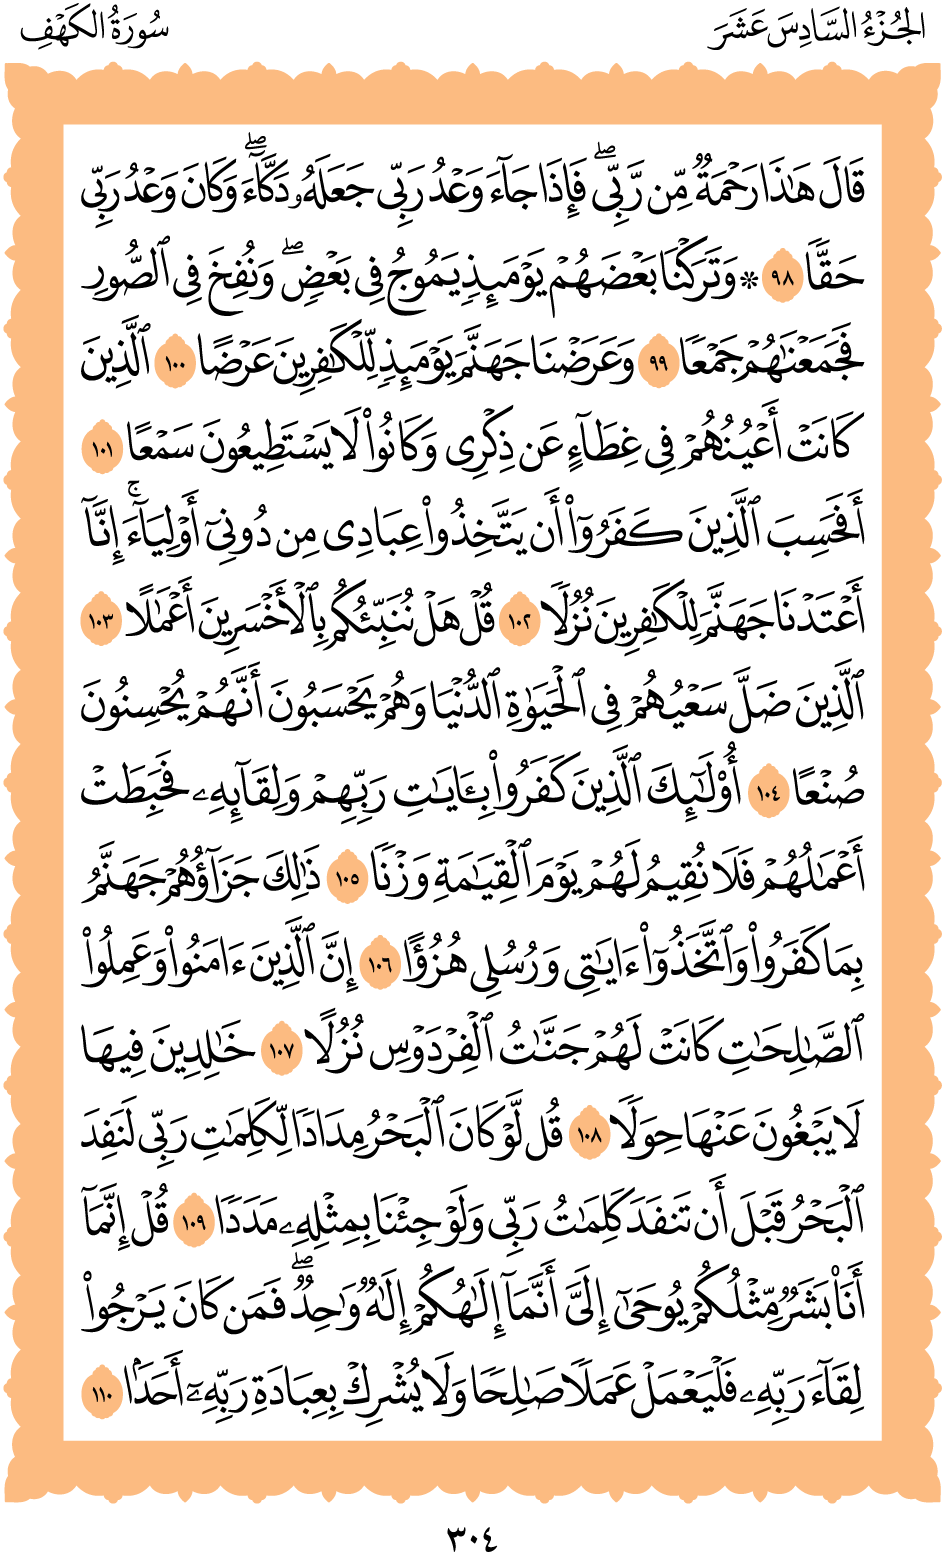 الجُزْءُ السَّادِسَ عَشَرَ
سُورَةُ الكَهْفِ
قَالَ هَٰذَا رَحْمَةٌ مِّن رَّبِّيۖ فَإِذَا جَآءَ وَعْدُ رَبِّي جَعَلَهُۥ دَكَّآءَۖ وَكَانَ وَعْدُ رَبِّي
حَقًّا ٩٨ * وَتَرَكْنَا بَعْضَهُمْ يَوْمَئِذٍ يَمُوجُ فِي بَعْضٍۖ وَنُفِخَ فِي ٱلصُّورِ
فَجَمَعْنَٰهُمْ جَمْعًا ٩٩ وَعَرَضْنَا جَهَنَّمَ يَوْمَئِذٍ لِّلْكَٰفِرِينَ عَرْضًا ١٠٠ ٱلَّذِينَ
كَانَتْ أَعْيُنُهُمْ فِي غِطَآءٍ عَن ذِكْرِي وَكَانُوا۟ لَا يَسْتَطِيعُونَ سَمْعًا ١٠١
أَفَحَسِبَ ٱلَّذِينَ كَفَرُوٓا۟ أَن يَتَّخِذُوا۟ عِبَادِي مِن دُونِيٓ أَوْلِيَآءَۚ إِنَّآ
أَعْتَدْنَا جَهَنَّمَ لِلْكَٰفِرِينَ نُزُلًا ١٠٢ قُلْ هَلْ نُنَبِّئُكُم بِٱلْأَخْسَرِينَ أَعْمَٰلًا ١٠٣
ٱلَّذِينَ ضَلَّ سَعْيُهُمْ فِي ٱلْحَيَوٰةِ ٱلدُّنْيَا وَهُمْ يَحْسَبُونَ أَنَّهُمْ يُحْسِنُونَ
صُنْعًا ١٠٤ أُو۟لَٰٓئِكَ ٱلَّذِينَ كَفَرُوا۟ بِـَٔايَٰتِ رَبِّهِمْ وَلِقَآئِهِۦ فَحَبِطَتْ
أَعْمَٰلُهُمْ فَلَا نُقِيمُ لَهُمْ يَوْمَ ٱلْقِيَٰمَةِ وَزْنًا ١٠٥ ذَٰلِكَ جَزَآؤُهُمْ جَهَنَّمُ
بِمَا كَفَرُوا۟ وَٱتَّخَذُوٓا۟ ءَايَٰتِي وَرُسُلِي هُزُوًا ١٠٦ إِنَّ ٱلَّذِينَ ءَامَنُوا۟ وَعَمِلُوا۟
ٱلصَّٰلِحَٰتِ كَانَتْ لَهُمْ جَنَّٰتُ ٱلْفِرْدَوْسِ نُزُلًا ١٠٧ خَٰلِدِينَ فِيهَا
لَا يَبْغُونَ عَنْهَا حِوَلًا ١٠٨ قُل لَّوْ كَانَ ٱلْبَحْرُ مِدَادًا لِّكَلِمَٰتِ رَبِّي لَنَفِدَ
ٱلْبَحْرُ قَبْلَ أَن تَنفَدَ كَلِمَٰتُ رَبِّي وَلَوْ جِئْنَا بِمِثْلِهِۦ مَدَدًا ١٠٩ قُلْ إِنَّمَآ
أَنَا۠ بَشَرٌ مِّثْلُكُمْ يُوحَىٰٓ إِلَيَّ أَنَّمَآ إِلَٰهُكُمْ إِلَٰهٌ وَٰحِدٌۖ فَمَن كَانَ يَرْجُوا۟
لِقَآءَ رَبِّهِۦ فَلْيَعْمَلْ عَمَلًا صَٰلِحًا وَلَا يُشْرِكْ بِعِبَادَةِ رَبِّهِۦٓ أَحَدًۢا ١١٠
٣٠٤